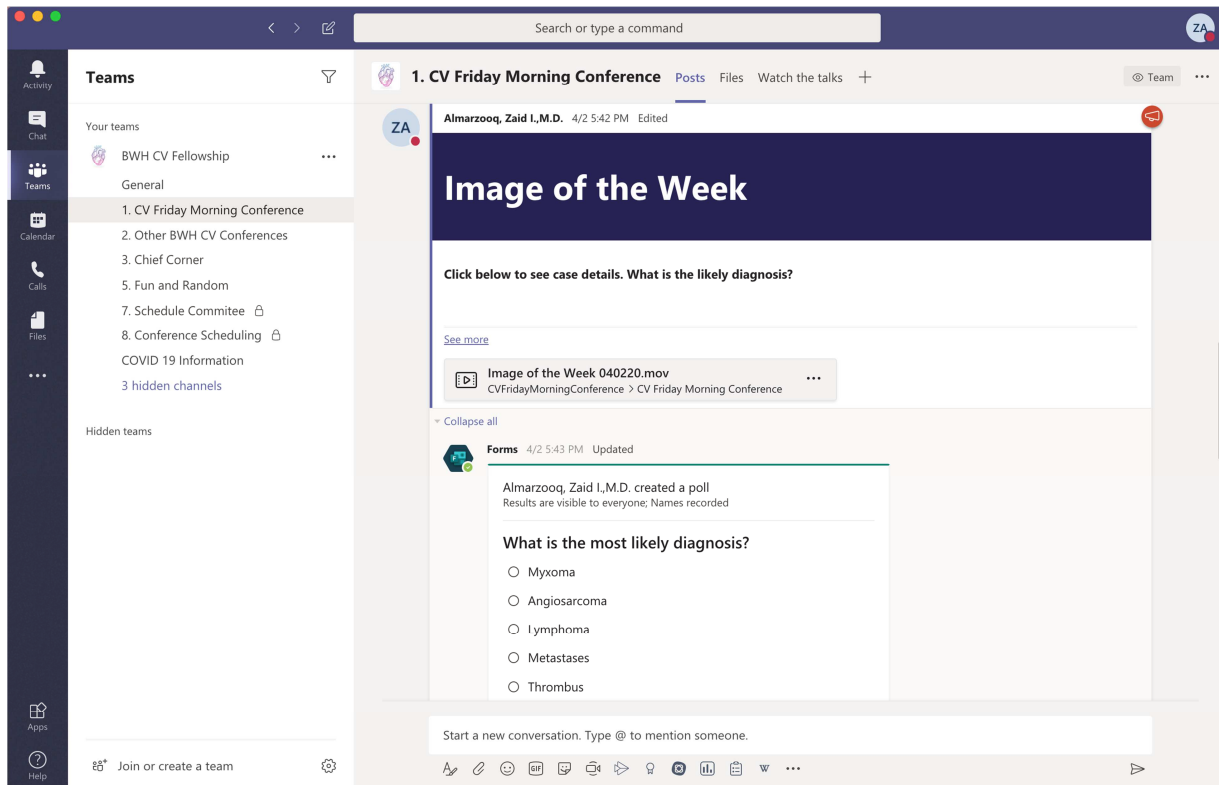 Search or type a command
ZA
Activity
Chat
Teams
Calendar
Calls
Files
Apps
Help
Teams
Your teams
BWH CV Fellowship
General
1. CV Friday Morning Conference
2. Other BWH CV Conferences
3. Chief Corner
5. Fun and Random
7. Schedule Commitee
8. Conference Scheduling
COVID 19 Information
3 hidden channels
Hidden teams
Join or create a team
1. CV Friday Morning Conference Posts Files Watch the talks
Team
ZA
Almarzooq, Zaid I.,M.D. 4/2 5:42 PM Edited
Image of the Week
Click below to see case details. What is the likely diagnosis?
See more
Image of the Week 040220.mov
CVFridayMorningConference > CV Friday Morning Conference
Collapse all
Forms 4/2 5:43 PM Updated
Almarzooq, Zaid I.,M.D. created a poll
Results are visible to everyone; Names recorded
What is the most likely diagnosis?
Myxoma
Angiosarcoma
Lymphoma
Metastases
Thrombus
Start a new conversation. Type @ to mention someone.
GIF
W